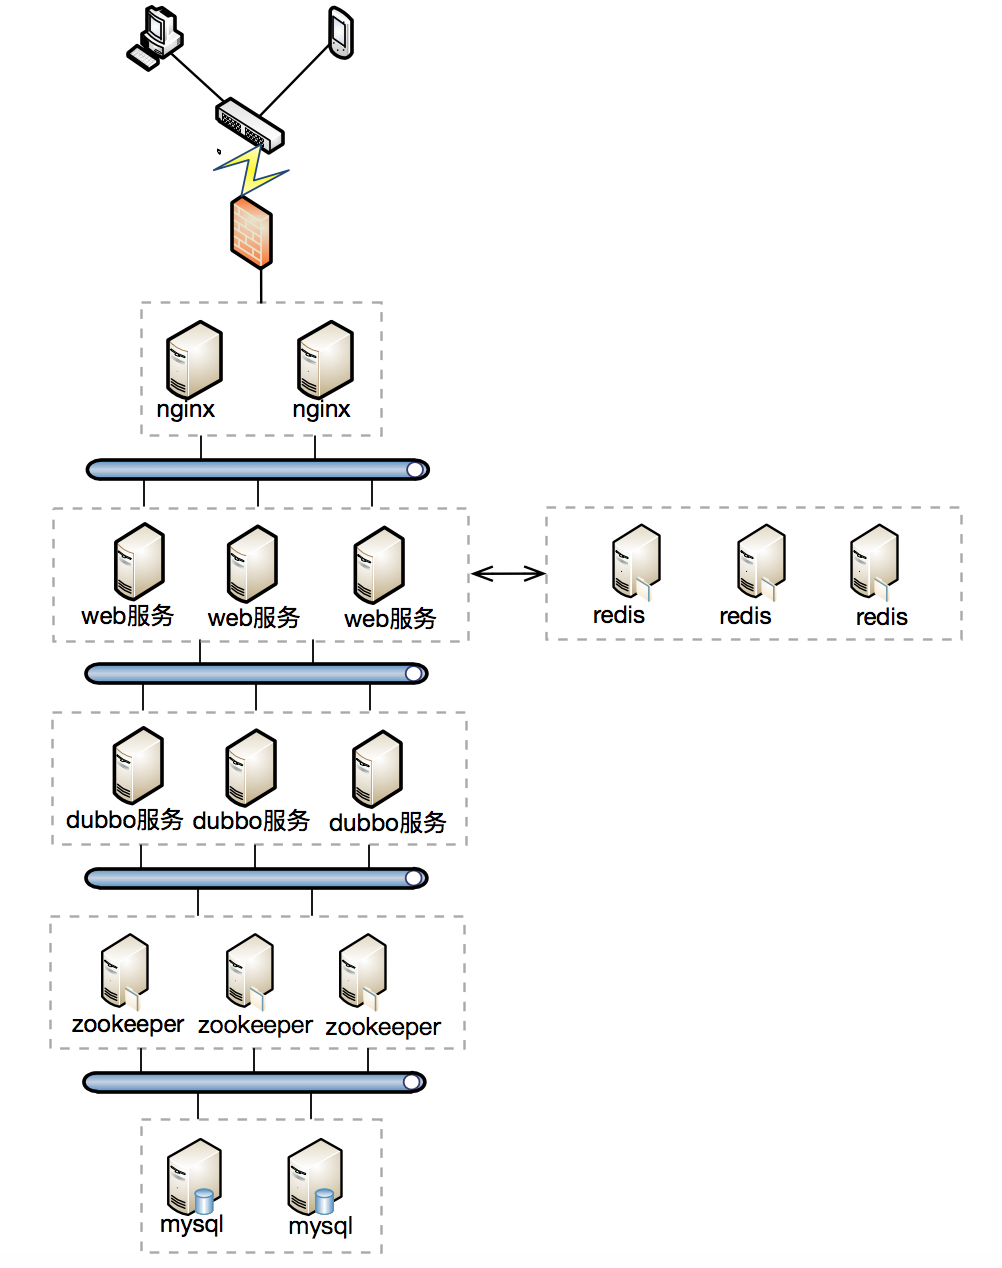 nginx nginx
web服务 web服务 web服务
redis redis redis
dubbo服务 dubbo服务 dubbo服务
zookeeper zookeeper zookeeper
mysql mysql